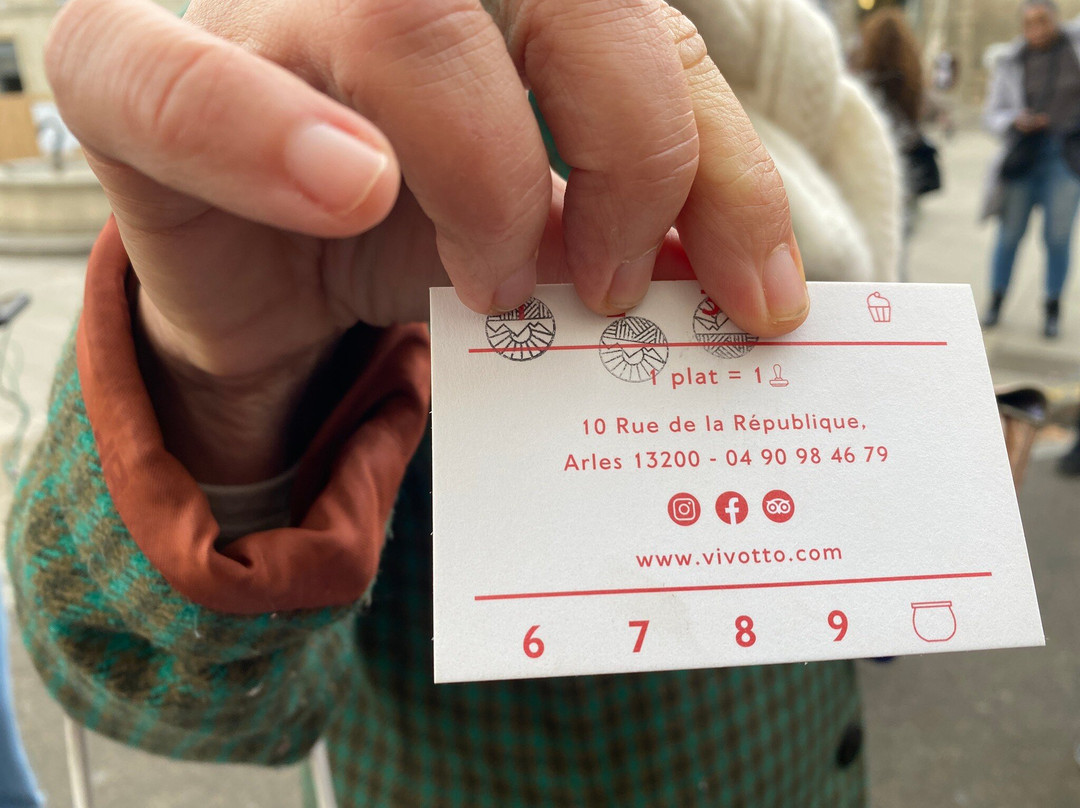 1 plat = 1
10 Rue de la République,
Arles 13200 - 04 90 98 46 79
www.vivotto.com
6 7 8 9